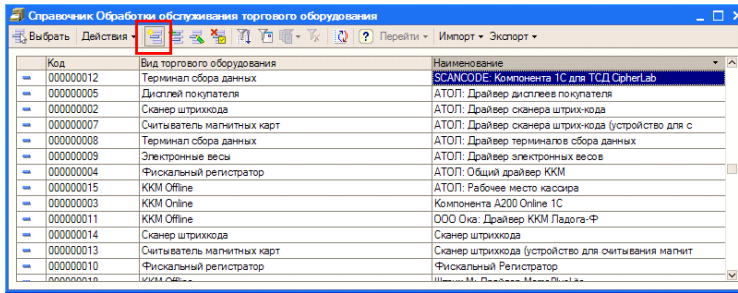 Справочник Обработки обслуживания торгового оборудования
Выбрать Действия Перейти Импорт Экспорт
Код Вид торгового оборудования Наименование
000000012 Терминал сбора данных SCANCODE: Компонента 1С для ТСД CipherLab
000000005 Дисплей покупателя АТОЛ: Драйвер дисплеев покупателя
000000002 Сканер штрихкода АТОЛ: Драйвер сканера штрих-кода
000000007 Считыватель магнитных карт АТОЛ: Драйвер сканера штрих-кода (устройство для с
000000008 Терминал сбора данных АТОЛ: Драйвер терминалов сбора данных
000000009 Электронные весы АТОЛ: Драйвер электронных весов
000000004 Фискальный регистратор АТОЛ: Общий драйвер ККМ
000000015 ККМ Offline АТОЛ: Рабочее место кассира
000000003 ККМ Online Компонента A200 Online 1С
000000011 ККМ Offline ООО Ока: Драйвер ККМ Ладога-Ф
000000014 Сканер штрихкода Сканер штрихкода
000000013 Считыватель магнитных карт Сканер штрихкода (устройство для считывания магнит
000000010 Фискальный регистратор Фискальный Регистратор